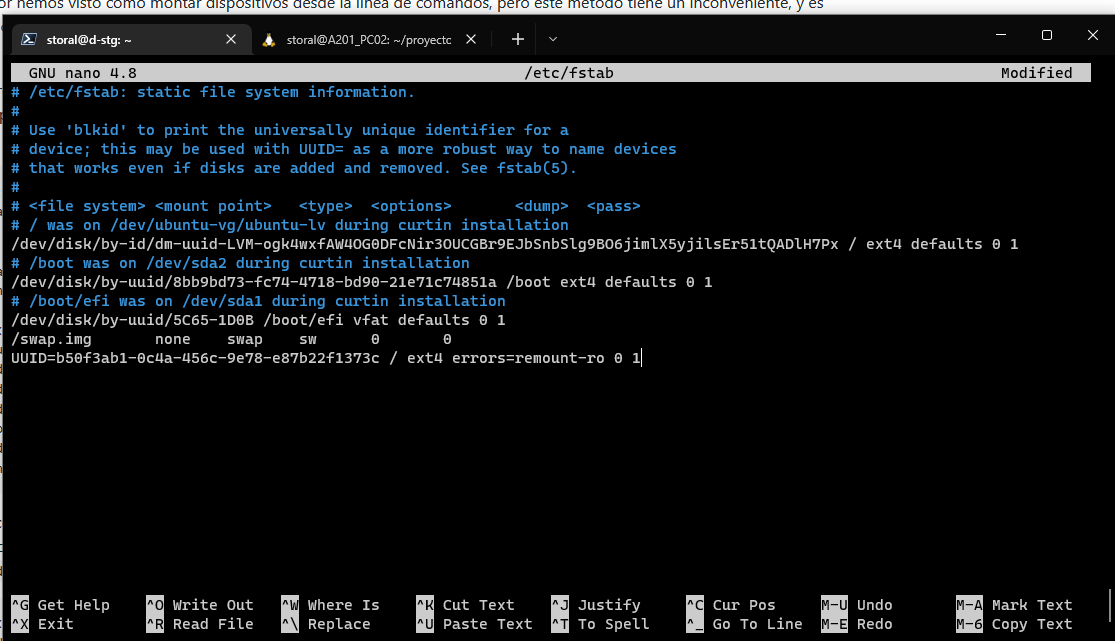 or hemos visto como montar dispositivos desde la línea de comandos, pero este método tiene un inconveniente, y es
storal@d-stg: ~
storal@A201_PC02: ~/proyectc
GNU nano 4.8 /etc/fstab Modified
# /etc/fstab: static file system information.
#
# Use 'blkid' to print the universally unique identifier for a
# device; this may be used with UUID= as a more robust way to name devices
# that works even if disks are added and removed. See fstab(5).
#
# <file system> <mount point>   <type>  <options>       <dump>  <pass>
# / was on /dev/ubuntu-vg/ubuntu-lv during curtin installation
/dev/disk/by-id/dm-uuid-LVM-ogk4wxfAW4OG0DFcNir3OUCGBr9EJbSnbSlg9BO6jimlX5yjilsEr51tQADlH7Px / ext4 defaults 0 1
# /boot was on /dev/sda2 during curtin installation
/dev/disk/by-uuid/8bb9bd73-fc74-4718-bd90-21e71c74851a /boot ext4 defaults 0 1
# /boot/efi was on /dev/sda1 during curtin installation
/dev/disk/by-uuid/5C65-1D0B /boot/efi vfat defaults 0 1
/swap.img       none    swap    sw      0       0
UUID=b50f3ab1-0c4a-456c-9e78-e87b22f1373c / ext4 errors=remount-ro 0 1
^G Get Help ^O Write Out ^W Where Is ^K Cut Text ^J Justify ^C Cur Pos M-U Undo M-A Mark Text
^X Exit ^R Read File ^\ Replace ^U Paste Text ^T To Spell ^_ Go To Line M-E Redo M-6 Copy Text